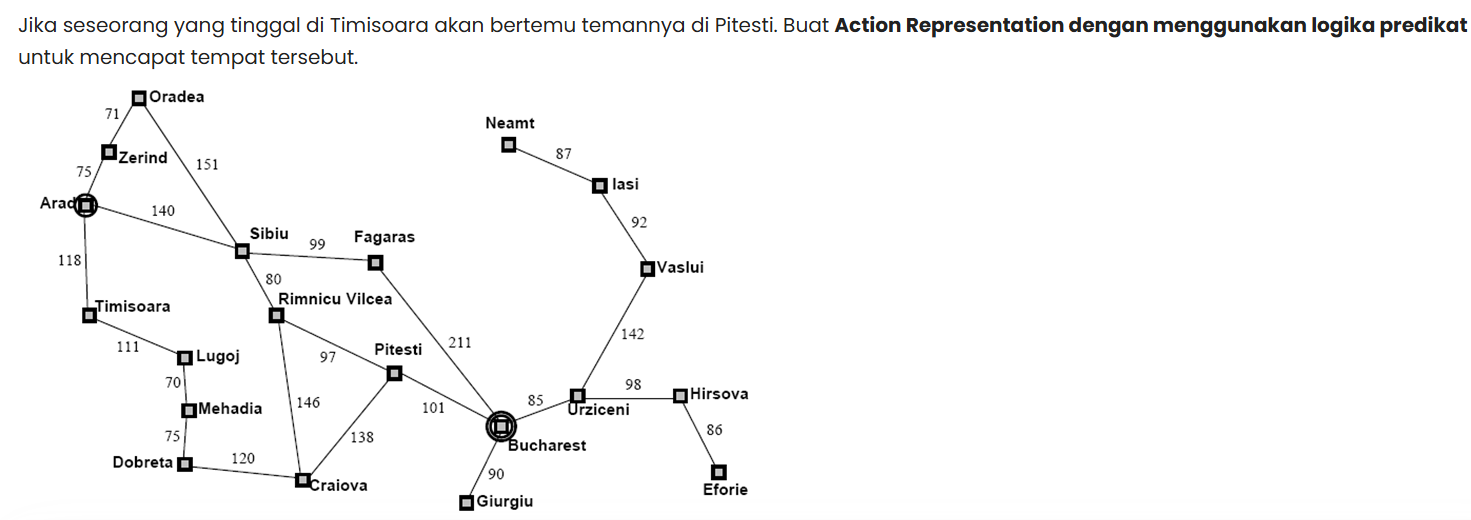 Jika seseorang yang tinggal di Timisoara akan bertemu temannya di Pitesti. Buat Action Representation dengan menggunakan logika predikat
untuk mencapat tempat tersebut.
Oradea
71
Neamt
Zerind
87
151
75
Iasi
Arad
140
92
Sibiu
99
Fagaras
118
Vaslui
80
Timisoara
Rimnicu Vilcea
142
111
Lugoj
97
Pitesti
211
70
98
Hirsova
Mehadia
146
101
85
Urziceni
75
138
86
Bucharest
Dobreta
120
90
Craiova
Eforie
Giurgiu